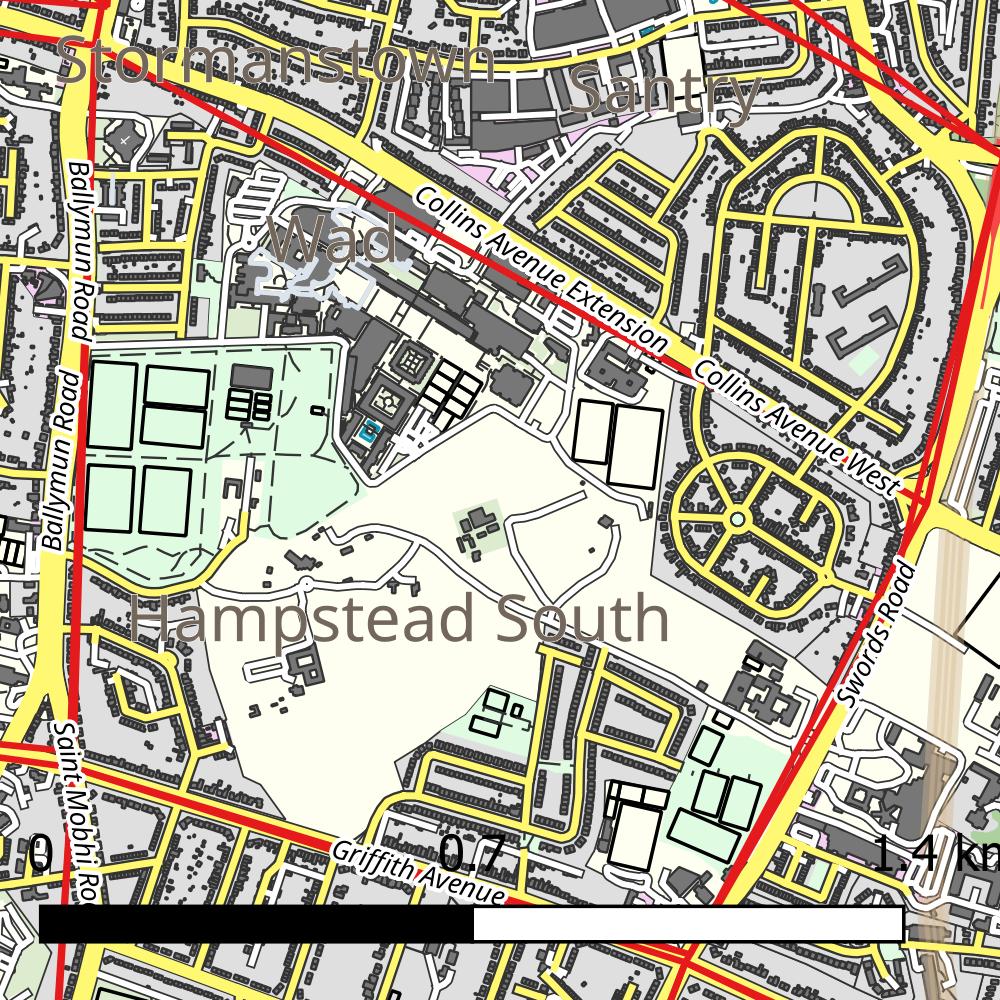 Stormanstown
Santry
Ballymun Road
Wad
Collins Avenue Extension
Collins Avenue West
Ballymun Road
Swords Road
Hampstead South
Saint Mobhi Ro
Griffith Avenue
0
0.7
1.4 km